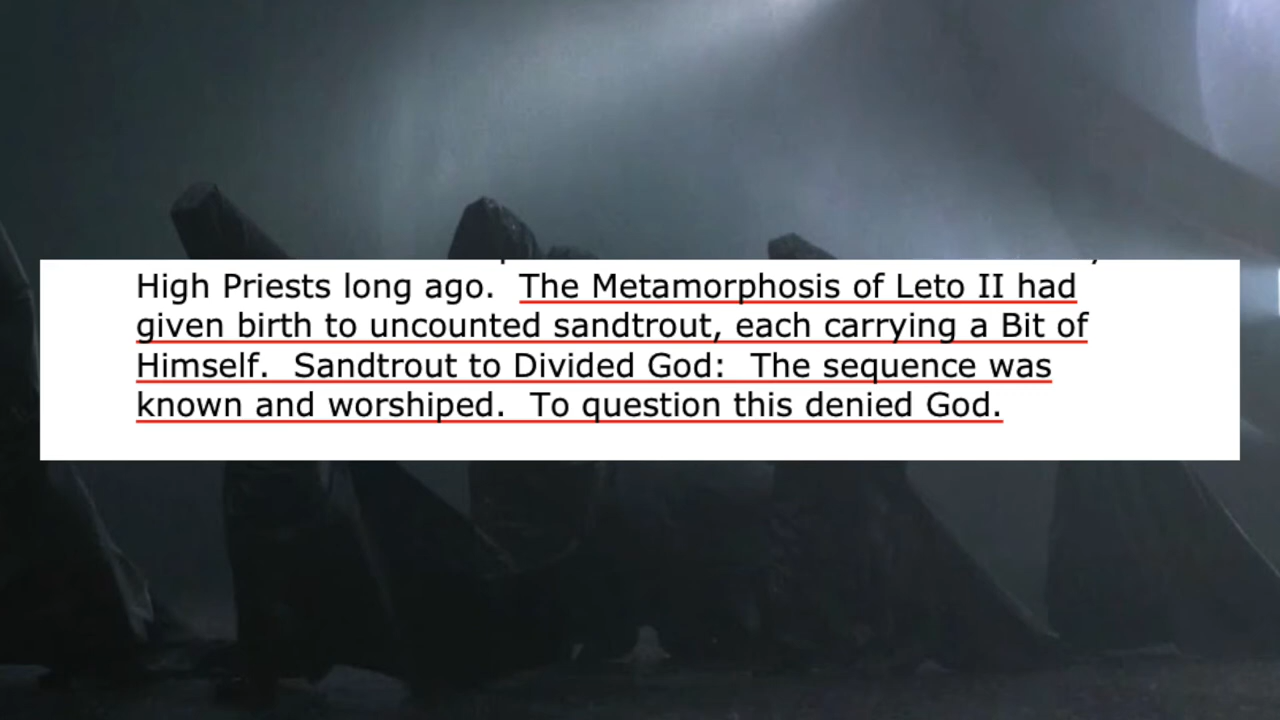 High Priests long ago.  The Metamorphosis of Leto II had
given birth to uncounted sandtrout, each carrying a Bit of
Himself.  Sandtrout to Divided God:  The sequence was
known and worshiped.  To question this denied God.